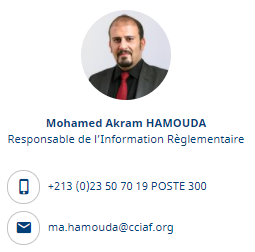 Mohamed Akram HAMOUDA
Responsable de l'Information Règlementaire
+213 (0)23 50 70 19 POSTE 300
ma.hamouda@cciaf.org